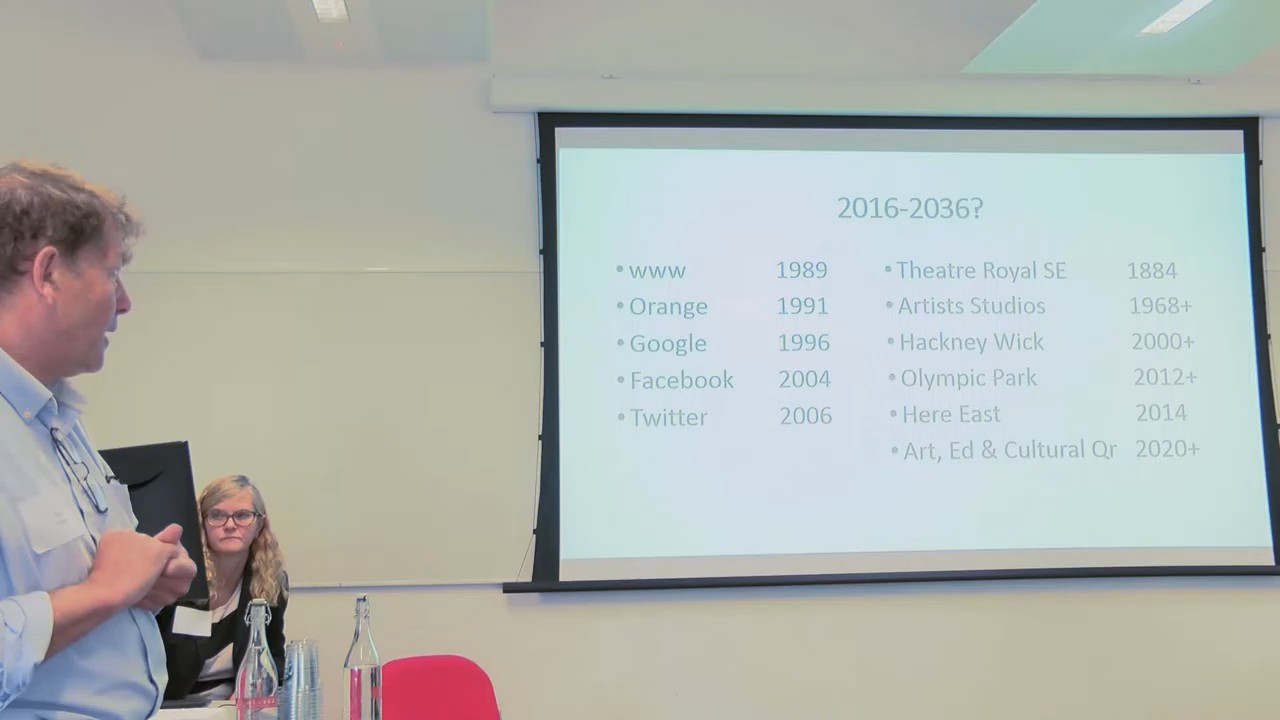 2016-2036?
• www 1989
• Orange 1991
• Google 1996
• Facebook 2004
• Twitter 2006
• Theatre Royal SE 1884
• Artists Studios 1968+
• Hackney Wick 2000+
• Olympic Park 2012+
• Here East 2014
• Art, Ed & Cultural Qr 2020+